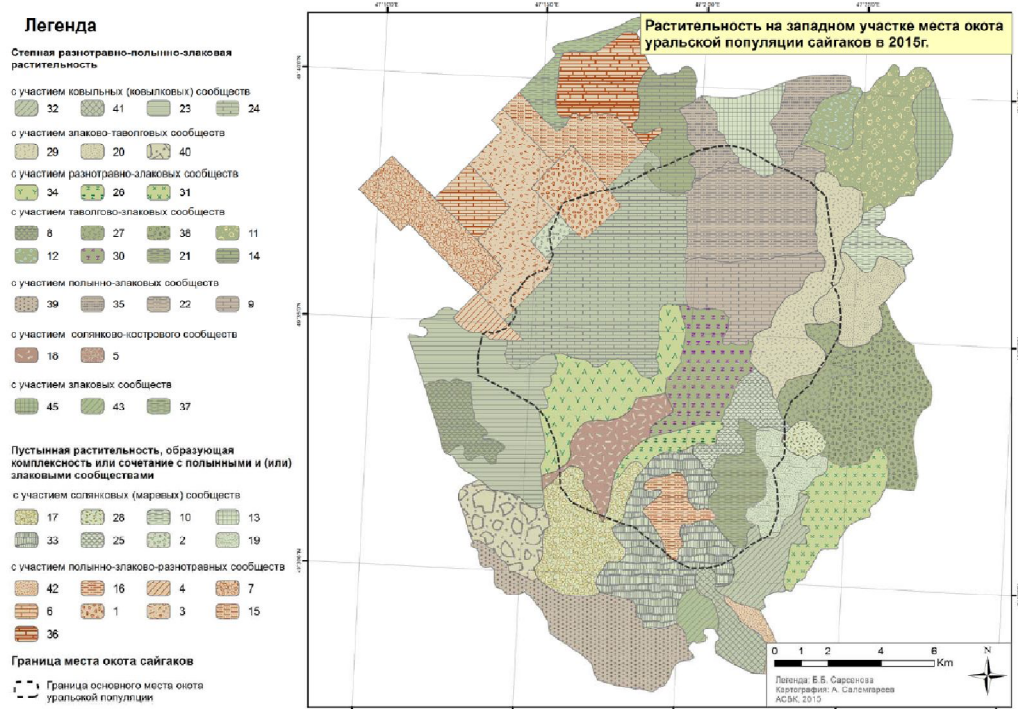 Легенда
Степная разнотравно-полынно-злаковая
растительность
с участием ковыльных (ковылковых) сообществ
32 41 23 24
с участием злаково-таволговых сообществ
29 20 40
с участием разнотравно-злаковых сообществ
34 26 31
с участием таволгово-злаковых сообществ
8 27 38 11
12 30 21 14
с участием полынно-злаковых сообществ
39 35 22 9
с участием солянково-кострового сообществ
18 5
с участием злаковых сообществ
45 43 37
Пустынная растительность, образующая
комплексность или сочетание с полынными и (или)
злаковыми сообществами
с участием солянковых (маревых) сообществ
17 28 10 13
33 25 2 19
с участием полынно-злаково-разнотравных сообществ
42 16 4 7
6 1 3 15
36
Граница места окота сайгаков
Граница основного места окота
уральской популяции
Растительность на западном участке места окота
уральской популяции сайгаков в 2015г.
0 1 2 4 6
Km
N
Легенда: Б.Б. Сарсенова
Картография: А. Салемгареев
АСБК, 2015